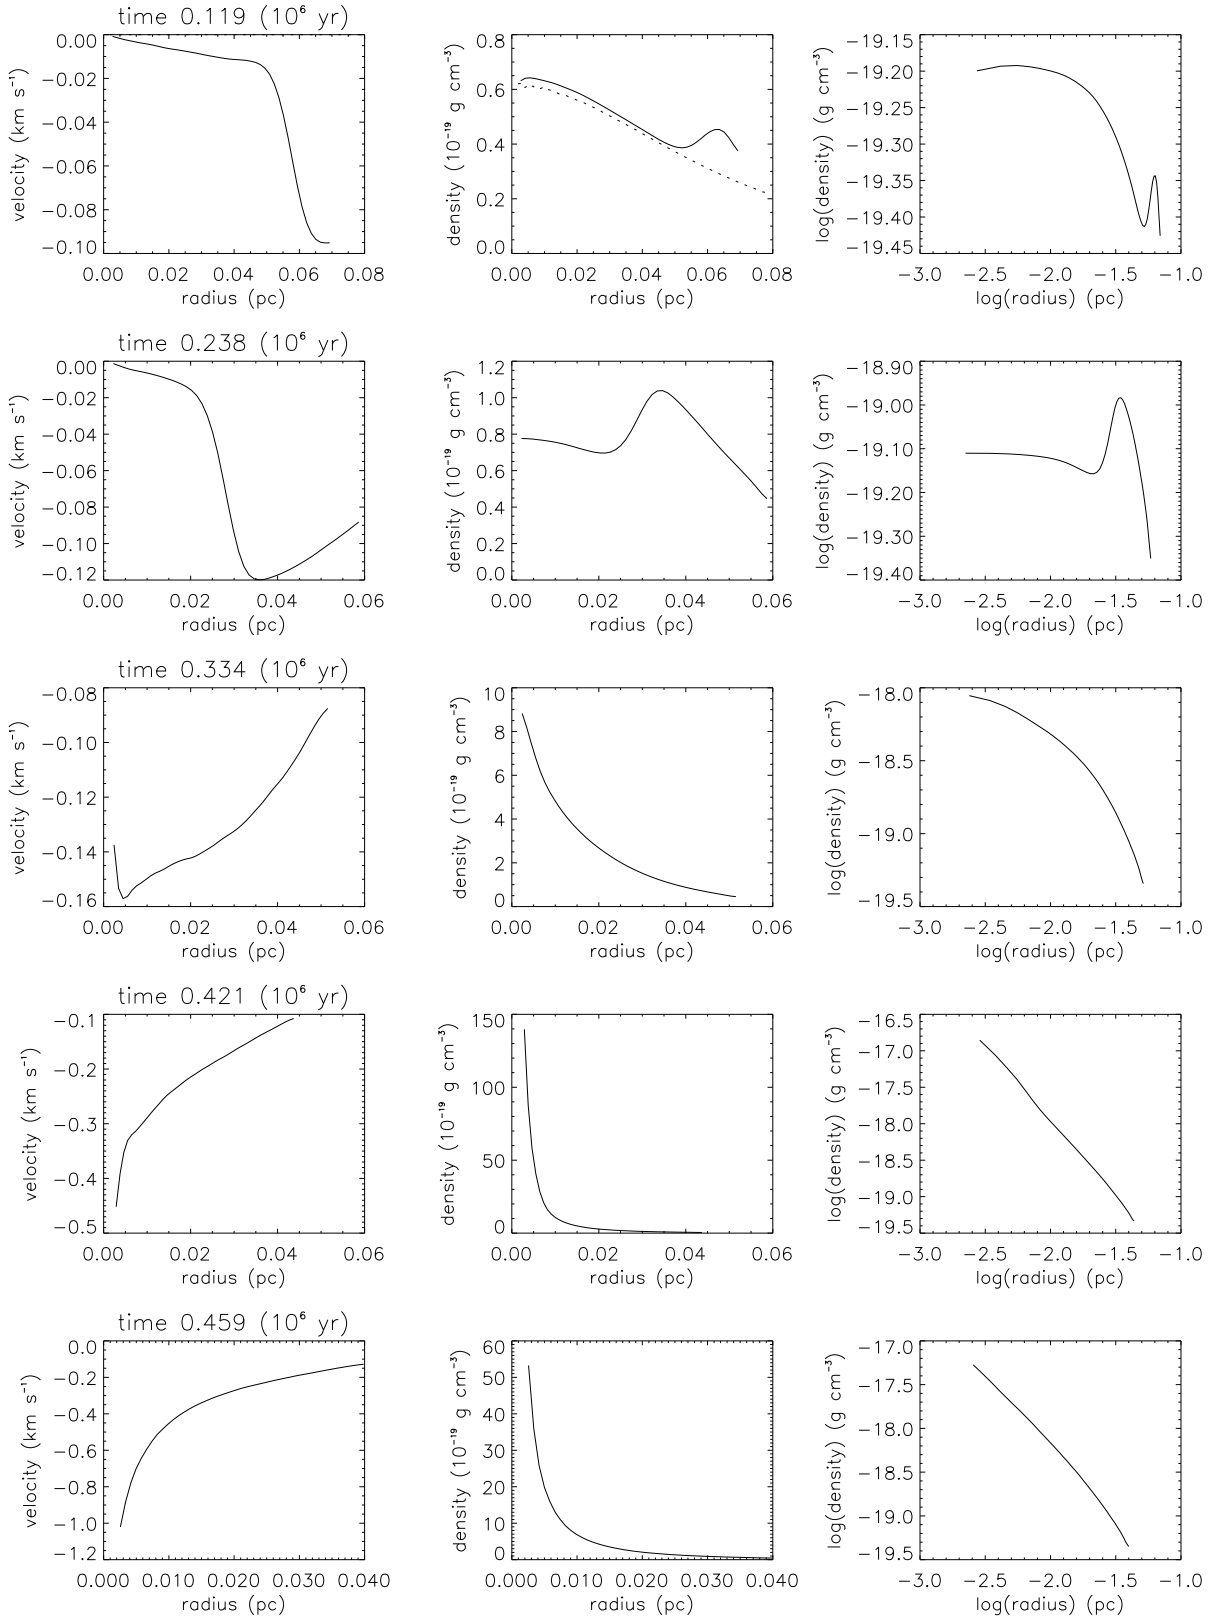 time 0.119 (10⁶ yr)
velocity (km s⁻¹)
0.00
−0.02
−0.04
−0.06
−0.08
−0.10
0.00 0.02 0.04 0.06 0.08
radius (pc)
density (10⁻¹⁹ g cm⁻³)
0.8
0.6
0.4
0.2
0.0
0.00 0.02 0.04 0.06 0.08
radius (pc)
log(density) (g cm⁻³)
−19.15
−19.20
−19.25
−19.30
−19.35
−19.40
−19.45
−3.0 −2.5 −2.0 −1.5 −1.0
log(radius) (pc)
time 0.238 (10⁶ yr)
velocity (km s⁻¹)
0.00
−0.02
−0.04
−0.06
−0.08
−0.10
−0.12
0.00 0.02 0.04 0.06
radius (pc)
density (10⁻¹⁹ g cm⁻³)
1.2
1.0
0.8
0.6
0.4
0.2
0.0
0.00 0.02 0.04 0.06
radius (pc)
log(density) (g cm⁻³)
−18.90
−19.00
−19.10
−19.20
−19.30
−19.40
−3.0 −2.5 −2.0 −1.5 −1.0
log(radius) (pc)
time 0.334 (10⁶ yr)
velocity (km s⁻¹)
−0.08
−0.10
−0.12
−0.14
−0.16
0.00 0.02 0.04 0.06
radius (pc)
density (10⁻¹⁹ g cm⁻³)
10
8
6
4
2
0
0.00 0.02 0.04 0.06
radius (pc)
log(density) (g cm⁻³)
−18.0
−18.5
−19.0
−19.5
−3.0 −2.5 −2.0 −1.5 −1.0
log(radius) (pc)
time 0.421 (10⁶ yr)
velocity (km s⁻¹)
−0.1
−0.2
−0.3
−0.4
−0.5
0.00 0.02 0.04 0.06
radius (pc)
density (10⁻¹⁹ g cm⁻³)
150
100
50
0
0.00 0.02 0.04 0.06
radius (pc)
log(density) (g cm⁻³)
−16.5
−17.0
−17.5
−18.0
−18.5
−19.0
−19.5
−3.0 −2.5 −2.0 −1.5 −1.0
log(radius) (pc)
time 0.459 (10⁶ yr)
velocity (km s⁻¹)
0.0
−0.2
−0.4
−0.6
−0.8
−1.0
−1.2
0.000 0.010 0.020 0.030 0.040
radius (pc)
density (10⁻¹⁹ g cm⁻³)
60
50
40
30
20
10
0
0.000 0.010 0.020 0.030 0.040
radius (pc)
log(density) (g cm⁻³)
−17.0
−17.5
−18.0
−18.5
−19.0
−19.5
−3.0 −2.5 −2.0 −1.5 −1.0
log(radius) (pc)